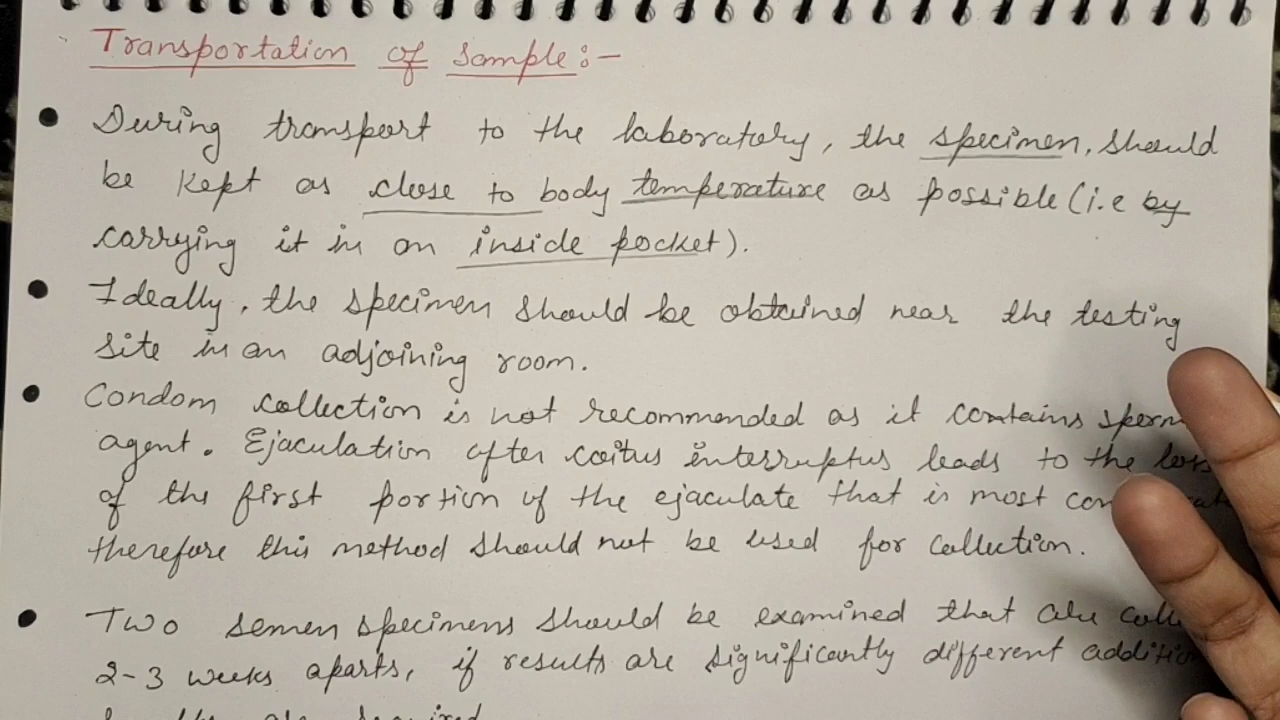 Transportation of Sample:-
During transport to the laboratory, the specimen, should
be kept as close to body temperature as possible (i.e by
carrying it in an inside pocket).
Ideally, the specimen should be obtained near the testing
site in an adjoining room.
Condom collection is not recommended as it contains
agent. Ejaculation after coitus interruptus leads to the
of the first portion of the ejaculate that is most
therefore this method should not be used for collection.
Two semen specimens should be examined that are
2-3 weeks aparts, if results are significantly different